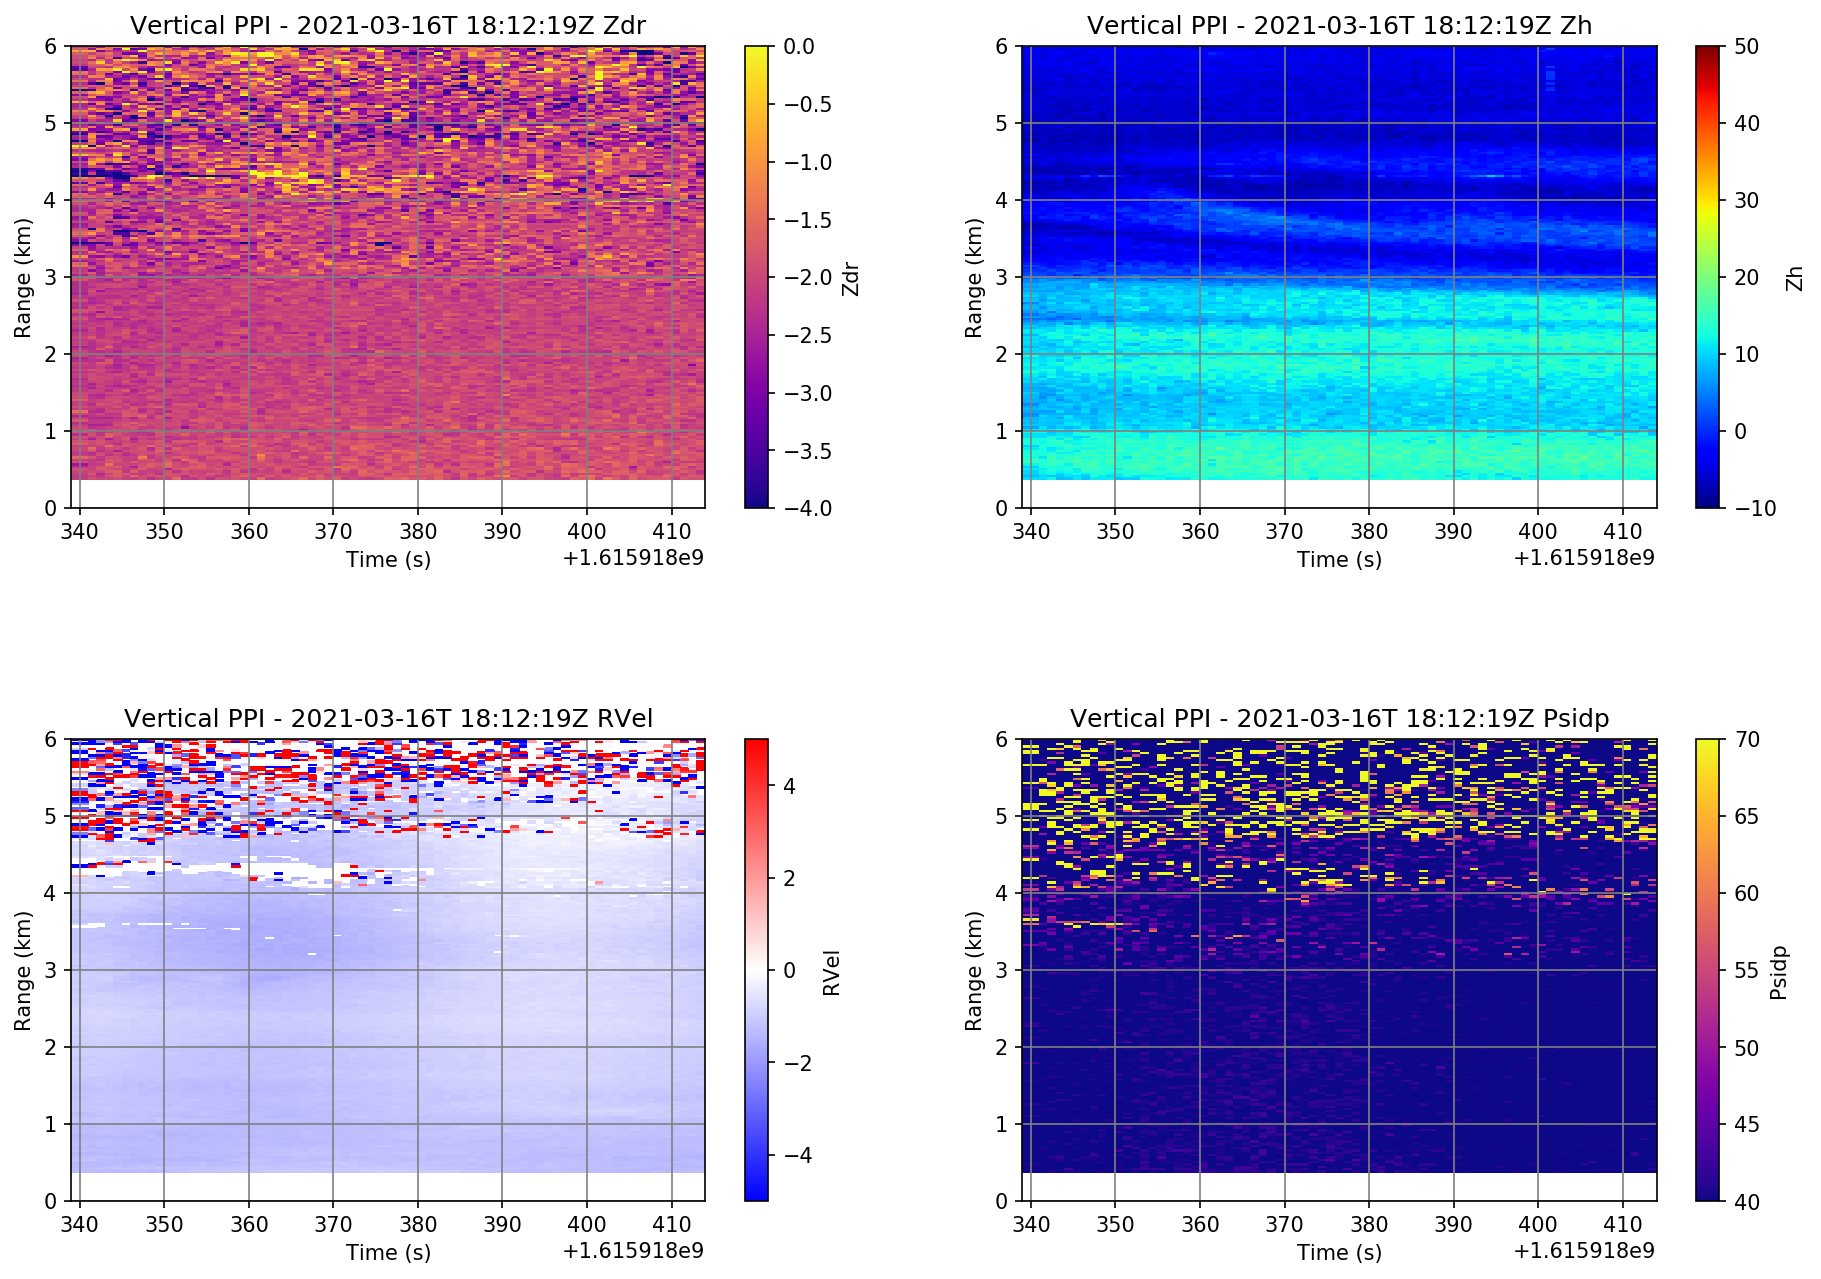 Vertical PPI - 2021-03-16T 18:12:19Z Zdr
6
5
4
3
2
1
0
Range (km)
340 350 360 370 380 390 400 410
Time (s)
+1.615918e9
0.0
−0.5
−1.0
−1.5
−2.0
−2.5
−3.0
−3.5
−4.0
Zdr
Vertical PPI - 2021-03-16T 18:12:19Z Zh
6
5
4
3
2
1
0
Range (km)
340 350 360 370 380 390 400 410
Time (s)
+1.615918e9
50
40
30
20
10
0
−10
Zh
Vertical PPI - 2021-03-16T 18:12:19Z RVel
6
5
4
3
2
1
0
Range (km)
340 350 360 370 380 390 400 410
Time (s)
+1.615918e9
4
2
0
−2
−4
RVel
Vertical PPI - 2021-03-16T 18:12:19Z Psidp
6
5
4
3
2
1
0
Range (km)
340 350 360 370 380 390 400 410
Time (s)
+1.615918e9
70
65
60
55
50
45
40
Psidp